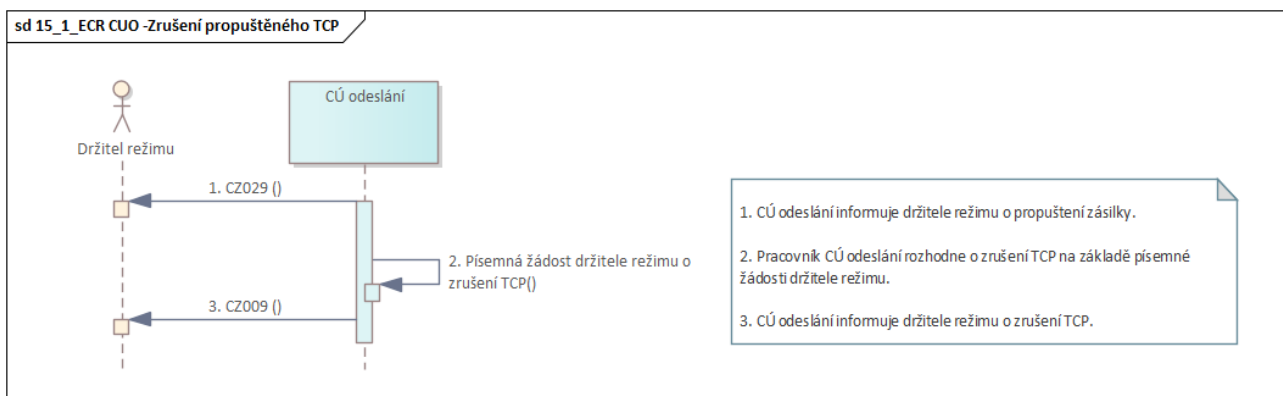 sd 15_1_ECR CUO -Zrušení propuštěného TCP
CÚ odeslání
Držitel režimu
1. CZ029 ()
2. Písemná žádost držitele režimu o
zrušení TCP()
3. CZ009 ()
1. CÚ odeslání informuje držitele režimu o propuštění zásilky.
2. Pracovník CÚ odeslání rozhodne o zrušení TCP na základě písemné
žádosti držitele režimu.
3. CÚ odeslání informuje držitele režimu o zrušení TCP.